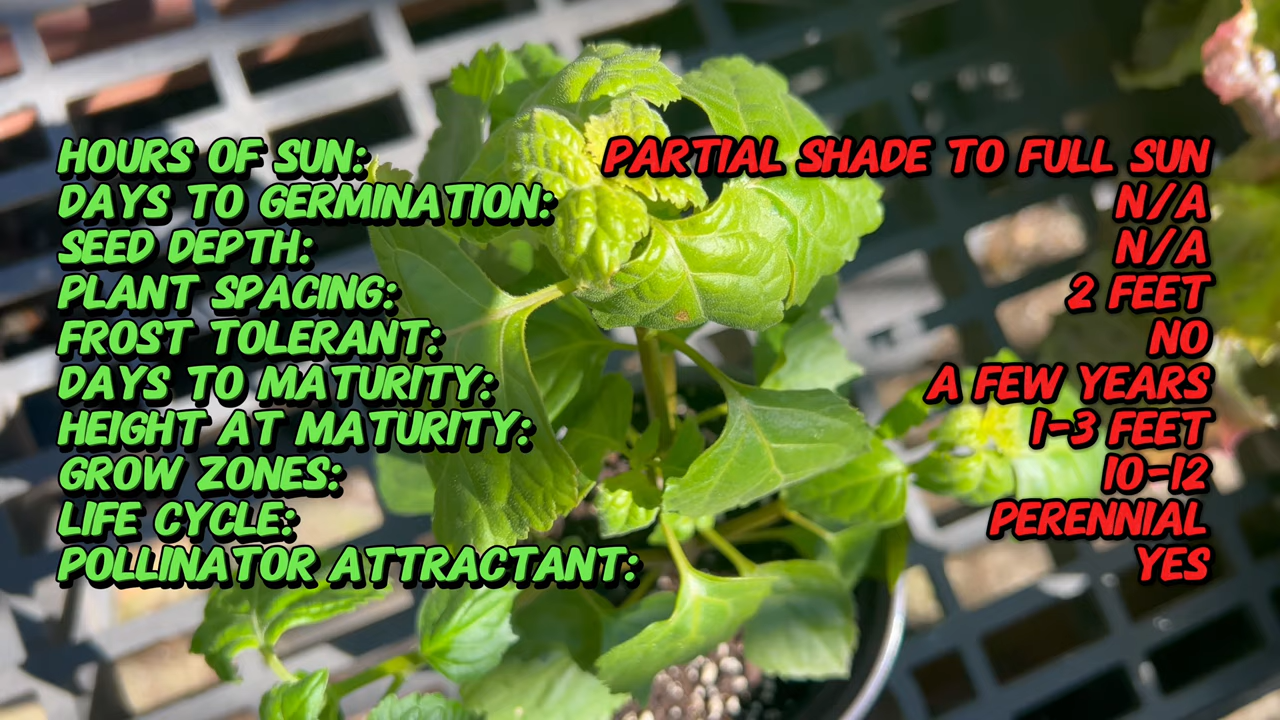 HOURS OF SUN: PARTIAL SHADE TO FULL SUN
DAYS TO GERMINATION: N/A
SEED DEPTH: N/A
PLANT SPACING: 2 FEET
FROST TOLERANT: NO
DAYS TO MATURITY: A FEW YEARS
HEIGHT AT MATURITY: 1-3 FEET
GROW ZONES: 10-12
LIFE CYCLE: PERENNIAL
POLLINATOR ATTRACTANT: YES